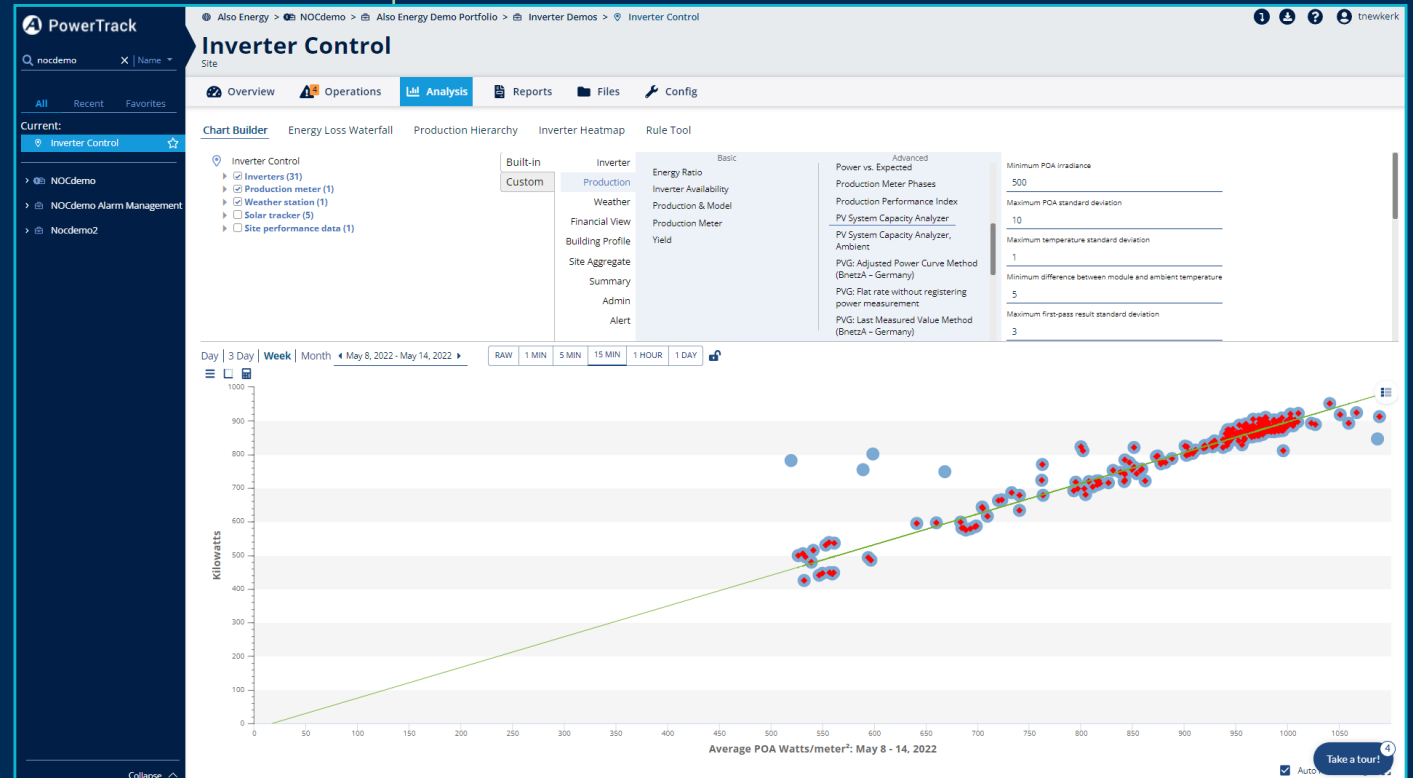 PowerTrack
nocdemo X Name
All Recent Favorites
Current:
Inverter Control
NOCdemo
NOCdemo Alarm Management
Nocdemo2
Collapse
Also Energy > NOCdemo > Also Energy Demo Portfolio > Inverter Demos > Inverter Control
tnewkerk
Inverter Control
Site
Overview 4 Operations Analysis Reports Files Config
Chart Builder Energy Loss Waterfall Production Hierarchy Inverter Heatmap Rule Tool
Inverter Control
Inverters (31)
Production meter (1)
Weather station (1)
Solar tracker (5)
Site performance data (1)
Built-in
Custom
Inverter
Production
Weather
Financial View
Building Profile
Site Aggregate
Summary
Admin
Alert
Basic
Energy Ratio
Inverter Availability
Production & Model
Production Meter
Yield
Advanced
Power vs. Expected
Production Meter Phases
Production Performance Index
PV System Capacity Analyzer
PV System Capacity Analyzer,
Ambient
PVG: Adjusted Power Curve Method
(BnetzA – Germany)
PVG: Flat rate without registering
power measurement
PVG: Last Measured Value Method
(BnetzA – Germany)
Minimum POA irradiance
500
Maximum POA standard deviation
10
Maximum temperature standard deviation
1
Minimum difference between module and ambient temperature
5
Maximum first-pass result standard deviation
3
Day | 3 Day | Week | Month May 8, 2022 - May 14, 2022
RAW 1 MIN 5 MIN 15 MIN 1 HOUR 1 DAY
1000
900
800
700
600
500
400
300
200
100
0
Kilowatts
0 50 100 150 200 250 300 350 400 450 500 550 600 650 700 750 800 850 900 950 1000 1050
Average POA Watts/meter²: May 8 - 14, 2022
Auto
Take a tour!
4